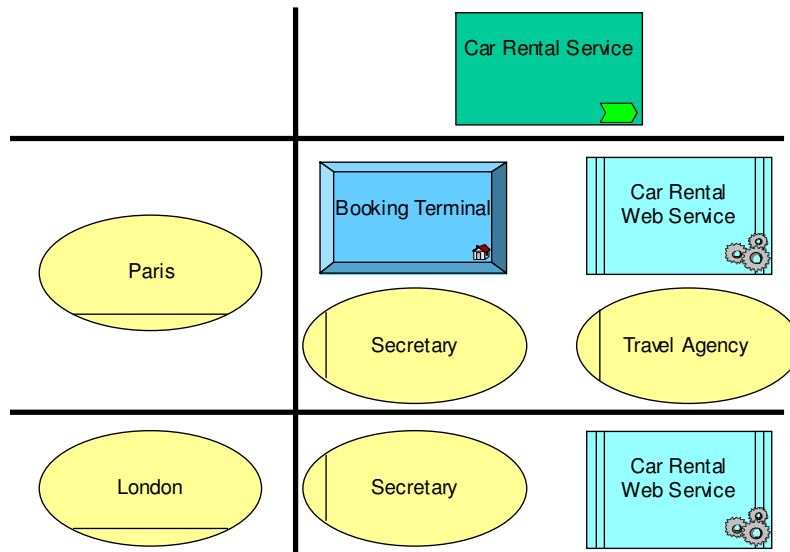 Car Rental Service
Booking Terminal
Car Rental
Web Service
Paris
Secretary
Travel Agency
London
Secretary
Car Rental
Web Service